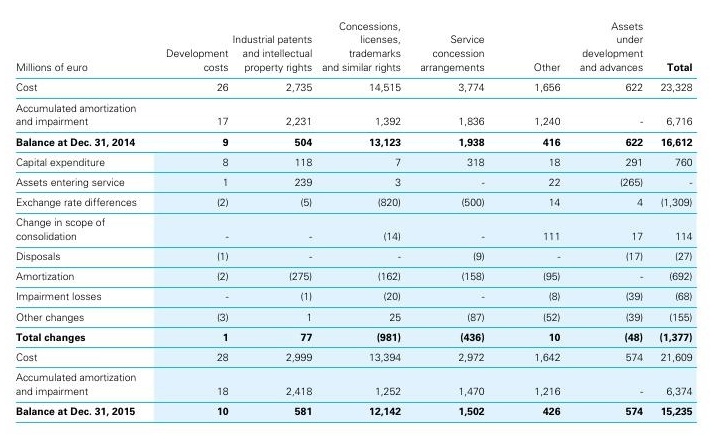 Millions of euro Development costs Industrial patents and intellectual property rights Concessions, licenses, trademarks and similar rights Service concession arrangements Other Assets under development and advances Total
Cost 26 2,735 14,515 3,774 1,656 622 23,328
Accumulated amortization
and impairment 17 2,231 1,392 1,836 1,240 - 6,716
Balance at Dec. 31, 2014 9 504 13,123 1,938 416 622 16,612
Capital expenditure 8 118 7 318 18 291 760
Assets entering service 1 239 3 - 22 (265) -
Exchange rate differences (2) (5) (820) (500) 14 4 (1,309)
Change in scope of
consolidation - - (14) - 111 17 114
Disposals (1) - - (9) - (17) (27)
Amortization (2) (275) (162) (158) (95) - (692)
Impairment losses - (1) (20) - (8) (39) (68)
Other changes (3) 1 25 (87) (52) (39) (155)
Total changes 1 77 (981) (436) 10 (48) (1,377)
Cost 28 2,999 13,394 2,972 1,642 574 21,609
Accumulated amortization
and impairment 18 2,418 1,252 1,470 1,216 - 6,374
Balance at Dec. 31, 2015 10 581 12,142 1,502 426 574 15,235